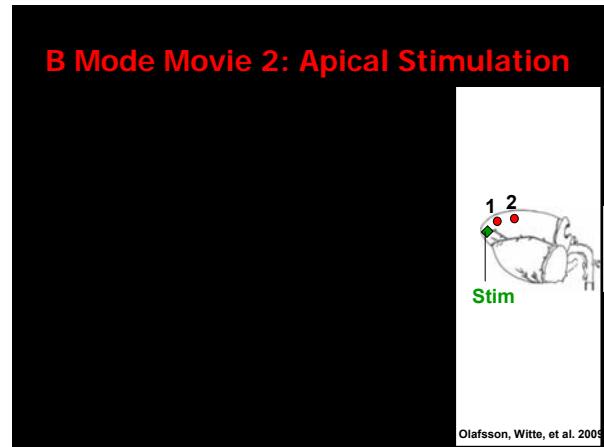 B Mode Movie 2: Apical Stimulation
1 2
Stim
Olafsson, Witte, et al. 2009